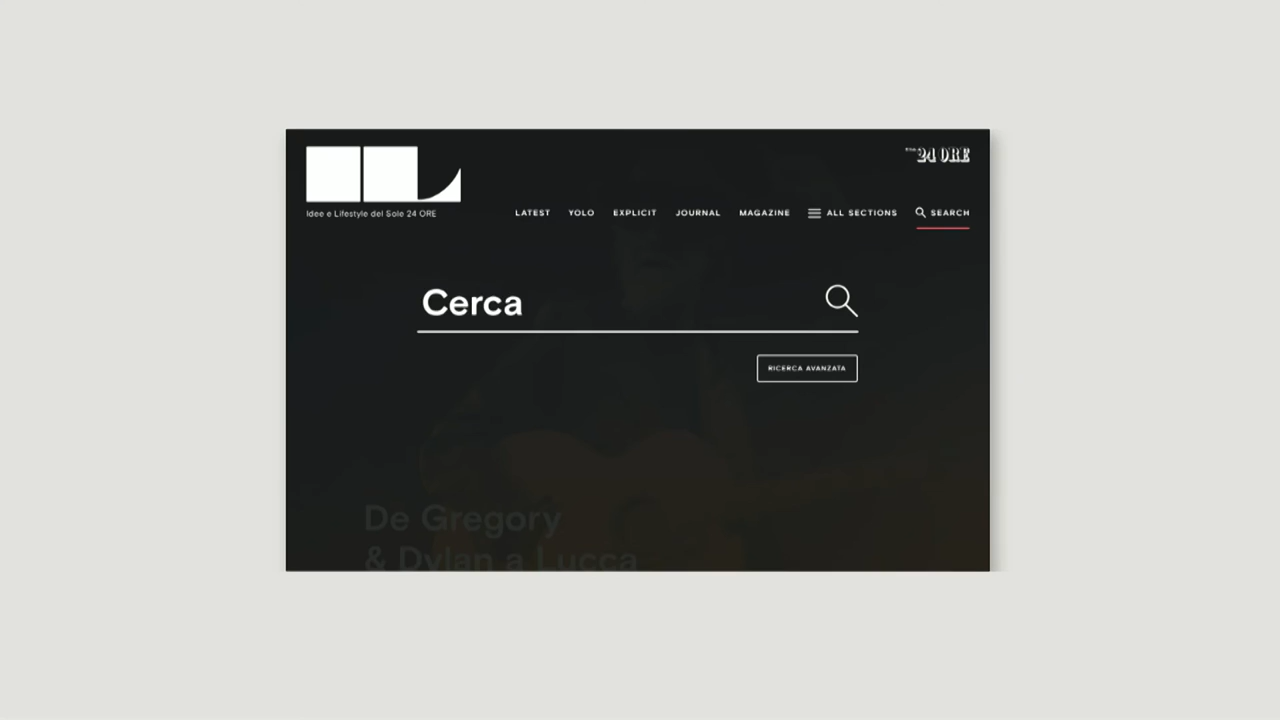 24 ORE
Idee e Lifestyle del Sole 24 ORE
LATEST YOLO EXPLICIT JOURNAL MAGAZINE ALL SECTIONS SEARCH
Cerca
RICERCA AVANZATA
De Gregory
& Dylan a Lucca